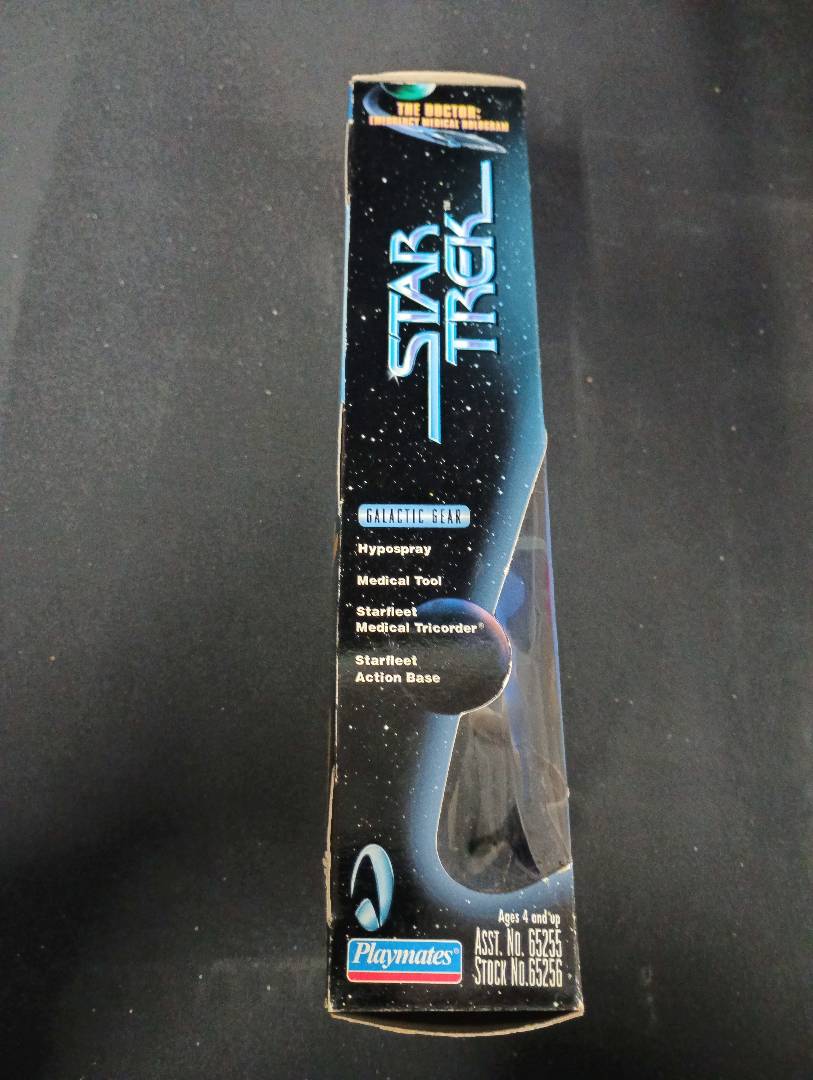 THE DOCTOR:
EMERGENCY MEDICAL HOLOGRAM
STAR
TREK™
GALACTIC GEAR
Hypospray
Medical Tool
Starfleet
Medical Tricorder®
Starfleet
Action Base
Ages 4 and up
ASST. NO. 65255
STOCK NO.65256
Playmates®